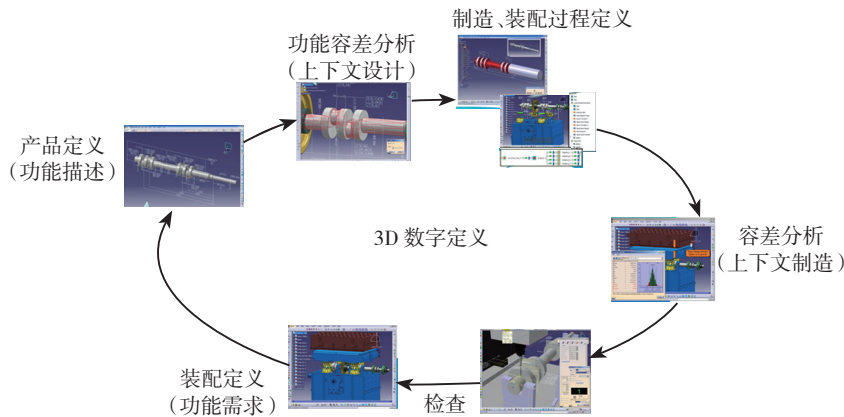 制造、装配过程定义
功能容差分析
（上下文设计）
产品定义
（功能描述）
3D 数字定义
容差分析
（上下文制造）
装配定义
（功能需求）
检查